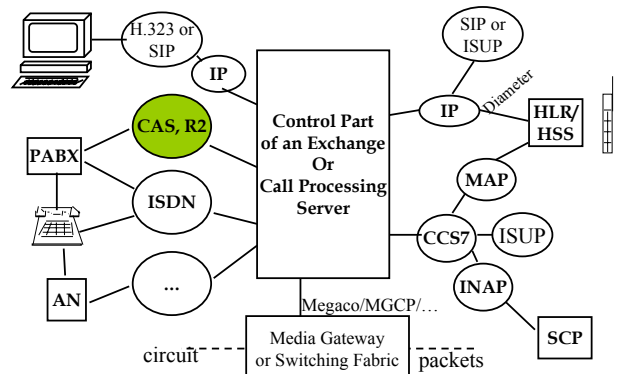 H.323 or
SIP
IP
SIP or
ISUP
IP
Diameter
HLR/
HSS
CAS, R2
PABX
Control Part
of an Exchange
Or
Call Processing
Server
MAP
ISDN
CCS7
ISUP
...
AN
INAP
Megaco/MGCP/...
SCP
Media Gateway
or Switching Fabric
circuit
packets